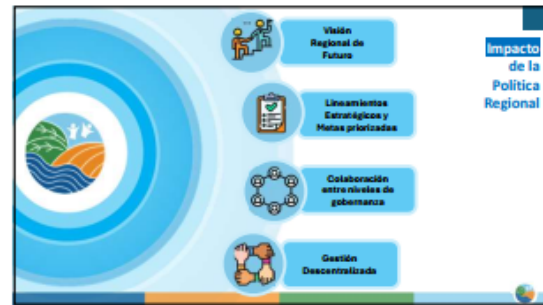 Visión
Regional de
Futuro
Impacto
de la
Política
Regional
Lineamientos
Estratégicos y
Metas priorizadas
Colaboración
entre niveles de
gobernanza
Gestión
Descentralizada